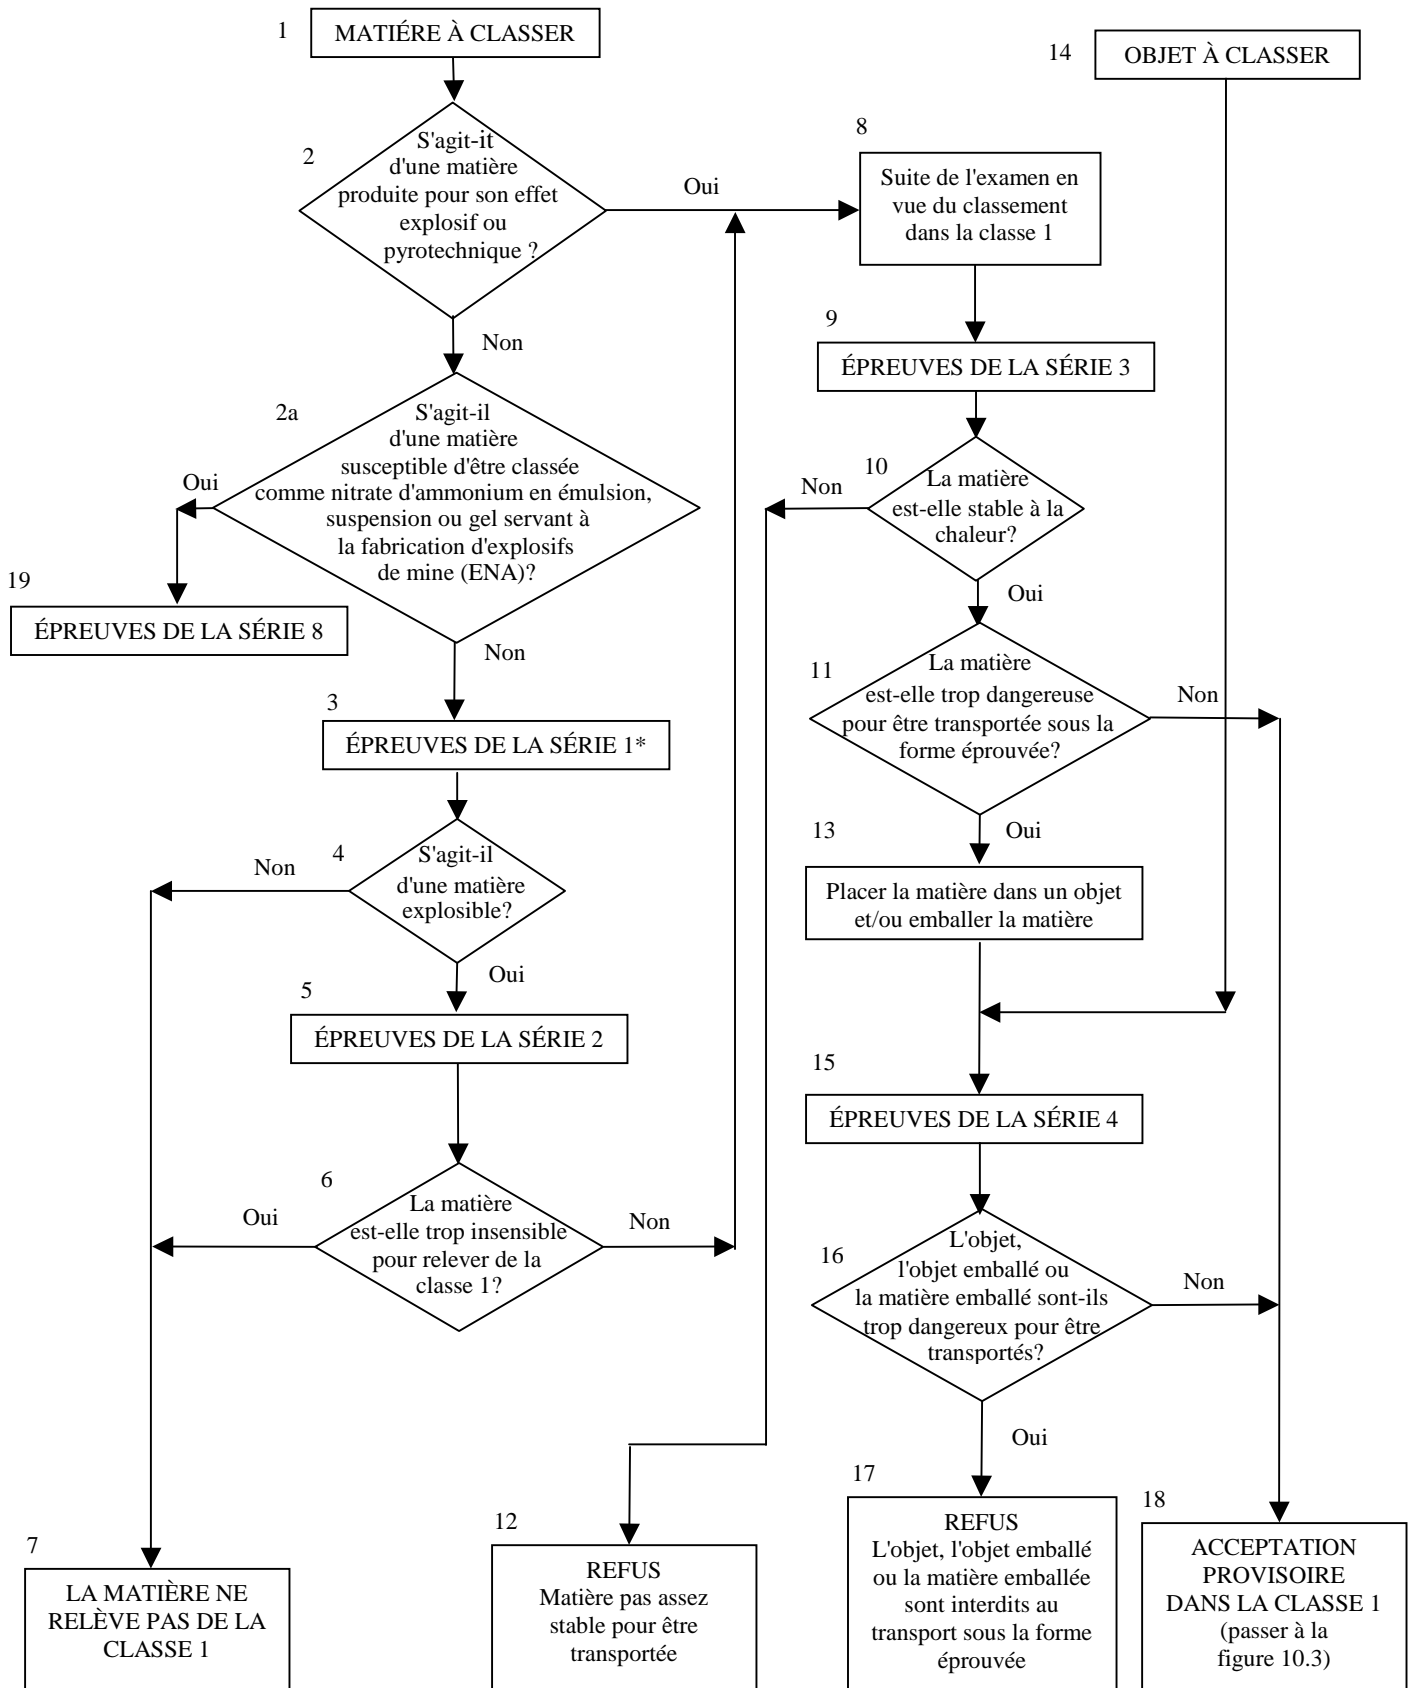 1
MATIÉRE À CLASSER
2
S'agit-it
d'une matière
produite pour son effet
explosif ou
pyrotechnique ?
Oui
Non
2a
S'agit-il
d'une matière
susceptible d'être classée
comme nitrate d'ammonium en émulsion,
suspension ou gel servant à
la fabrication d'explosifs
de mine (ENA)?
Oui
19
ÉPREUVES DE LA SÉRIE 8
Non
3
ÉPREUVES DE LA SÉRIE 1*
4
S'agit-il
d'une matière
explosible?
Non
Oui
5
ÉPREUVES DE LA SÉRIE 2
6
La matière
est-elle trop insensible
pour relever de la
classe 1?
Oui
Non
7
LA MATIÈRE NE
RELÈVE PAS DE LA
CLASSE 1
8
Suite de l'examen en
vue du classement
dans la classe 1
9
ÉPREUVES DE LA SÉRIE 3
10
La matière
est-elle stable à la
chaleur?
Non
Oui
11
La matière
est-elle trop dangereuse
pour être transportée sous la
forme éprouvée?
Non
Oui
12
REFUS
Matière pas assez
stable pour être
transportée
13
Placer la matière dans un objet
et/ou emballer la matière
14
OBJET À CLASSER
15
ÉPREUVES DE LA SÉRIE 4
16
L'objet,
l'objet emballé ou
la matière emballé sont-ils
trop dangereux pour être
transportés?
Non
Oui
17
REFUS
L'objet, l'objet emballé
ou la matière emballée
sont interdits au
transport sous la forme
éprouvée
18
ACCEPTATION
PROVISOIRE
DANS LA CLASSE 1
(passer à la
figure 10.3)